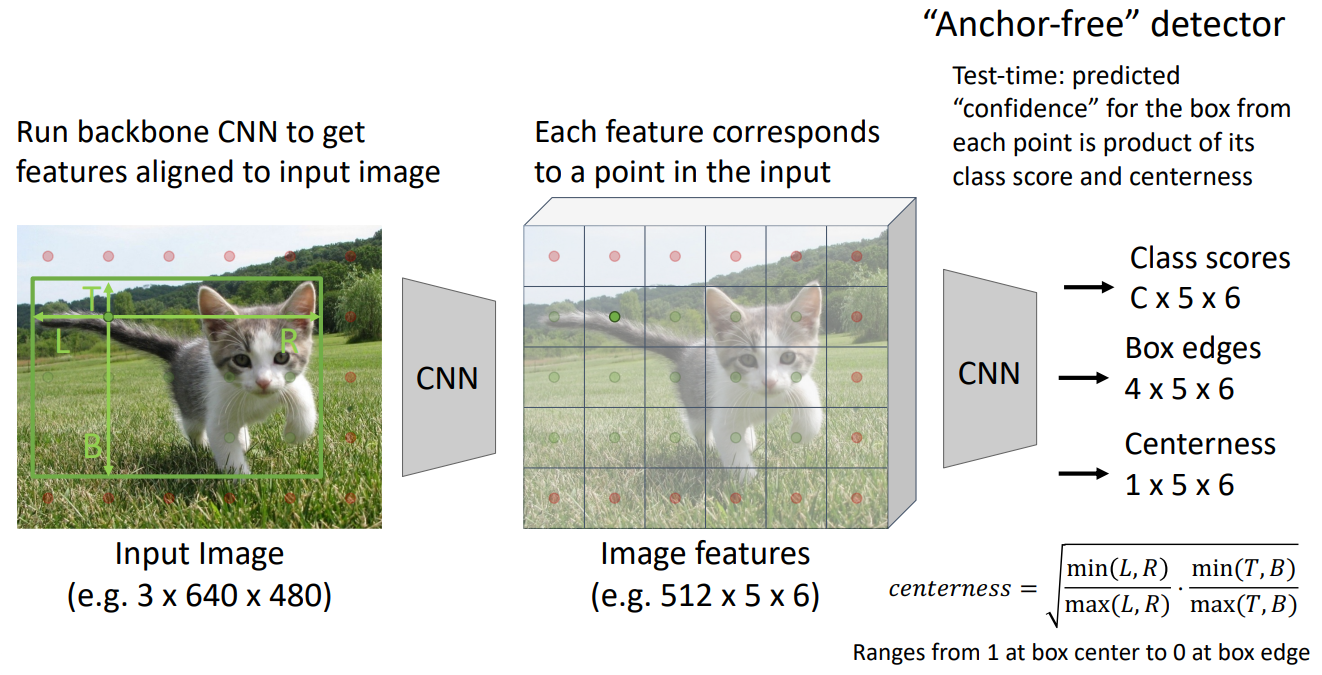 “Anchor-free” detector
Test-time: predicted
“confidence” for the box from
each point is product of its
class score and centerness
Run backbone CNN to get
features aligned to input image
Each feature corresponds
to a point in the input
T
L
R
B
CNN
CNN
Class scores
C x 5 x 6
Box edges
4 x 5 x 6
Centerness
1 x 5 x 6
Input Image
(e.g. 3 x 640 x 480)
Image features
(e.g. 512 x 5 x 6)
centerness = √(min(L, R) / max(L, R) · min(T, B) / max(T, B))
Ranges from 1 at box center to 0 at box edge